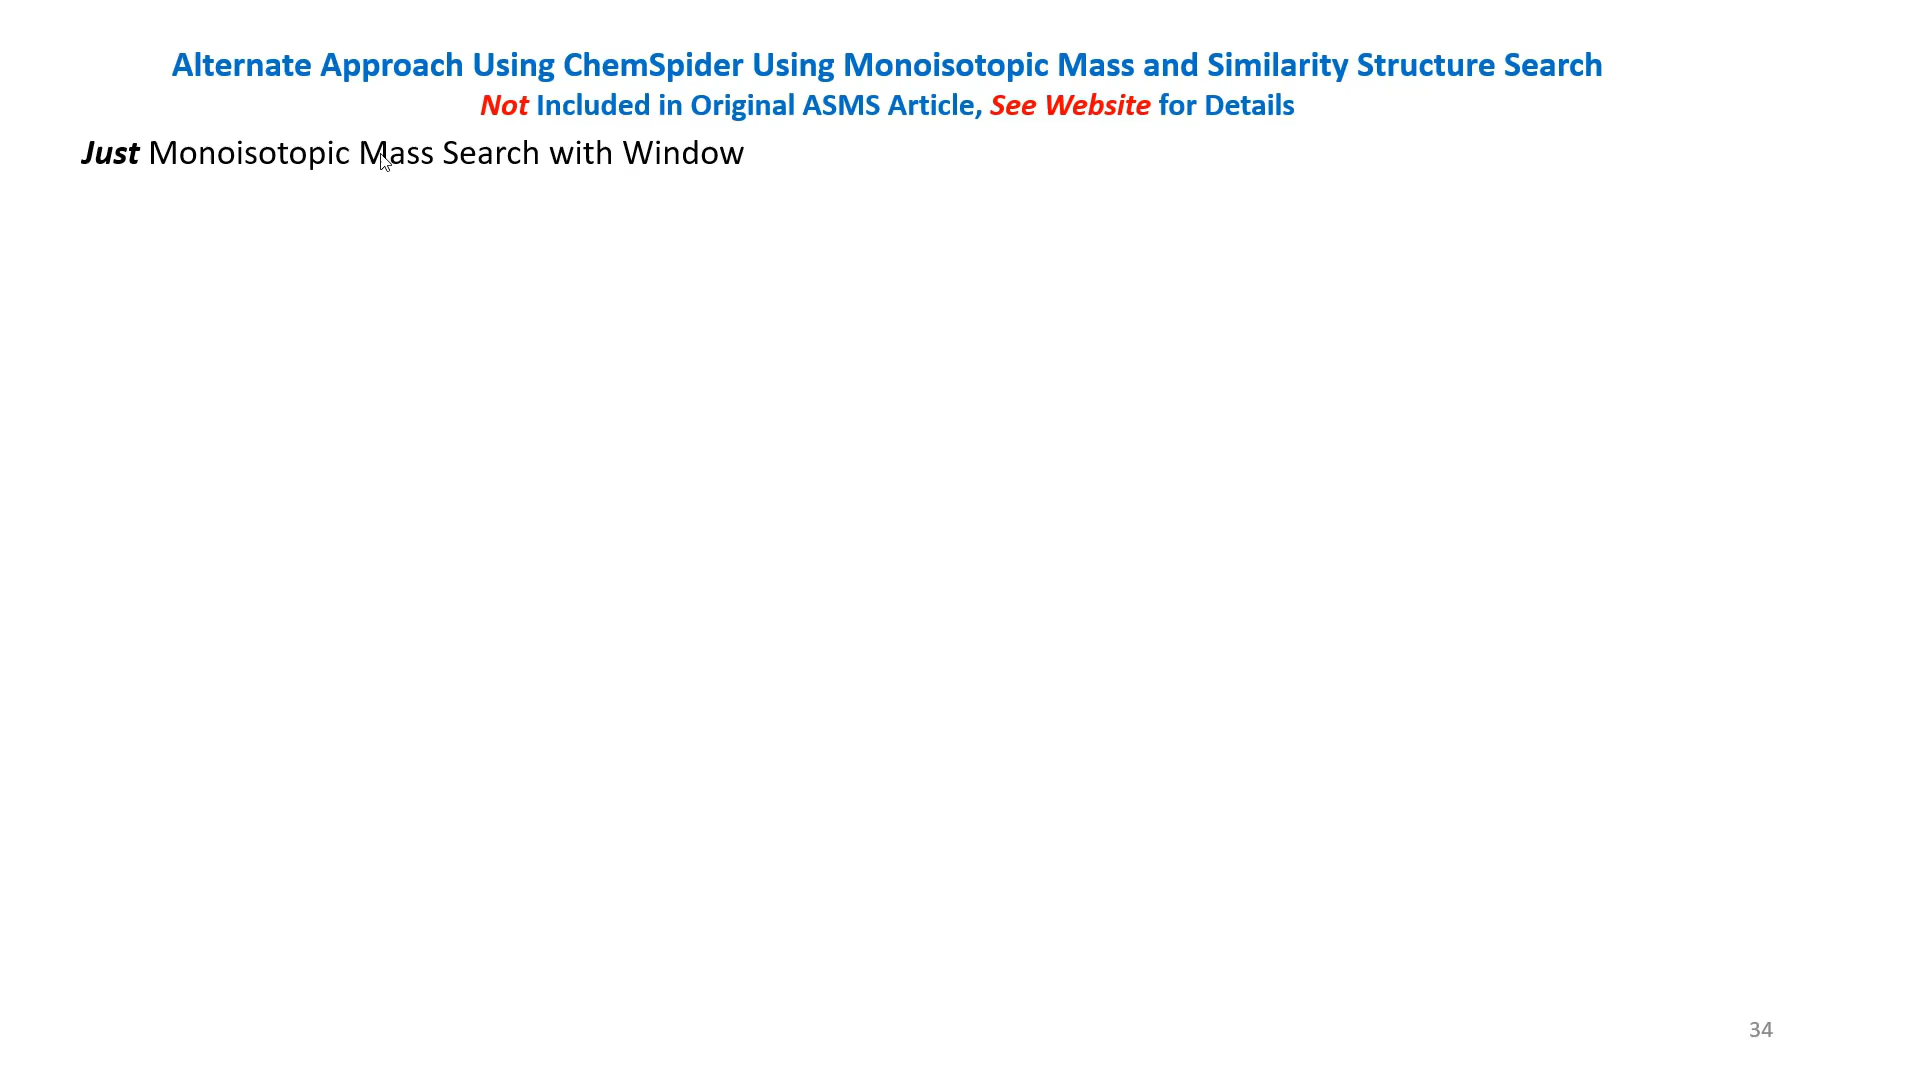 Alternate Approach Using ChemSpider Using Monoisotopic Mass and Similarity Structure Search
Not Included in Original ASMS Article, See Website for Details
Just Monoisotopic Mass Search with Window
34